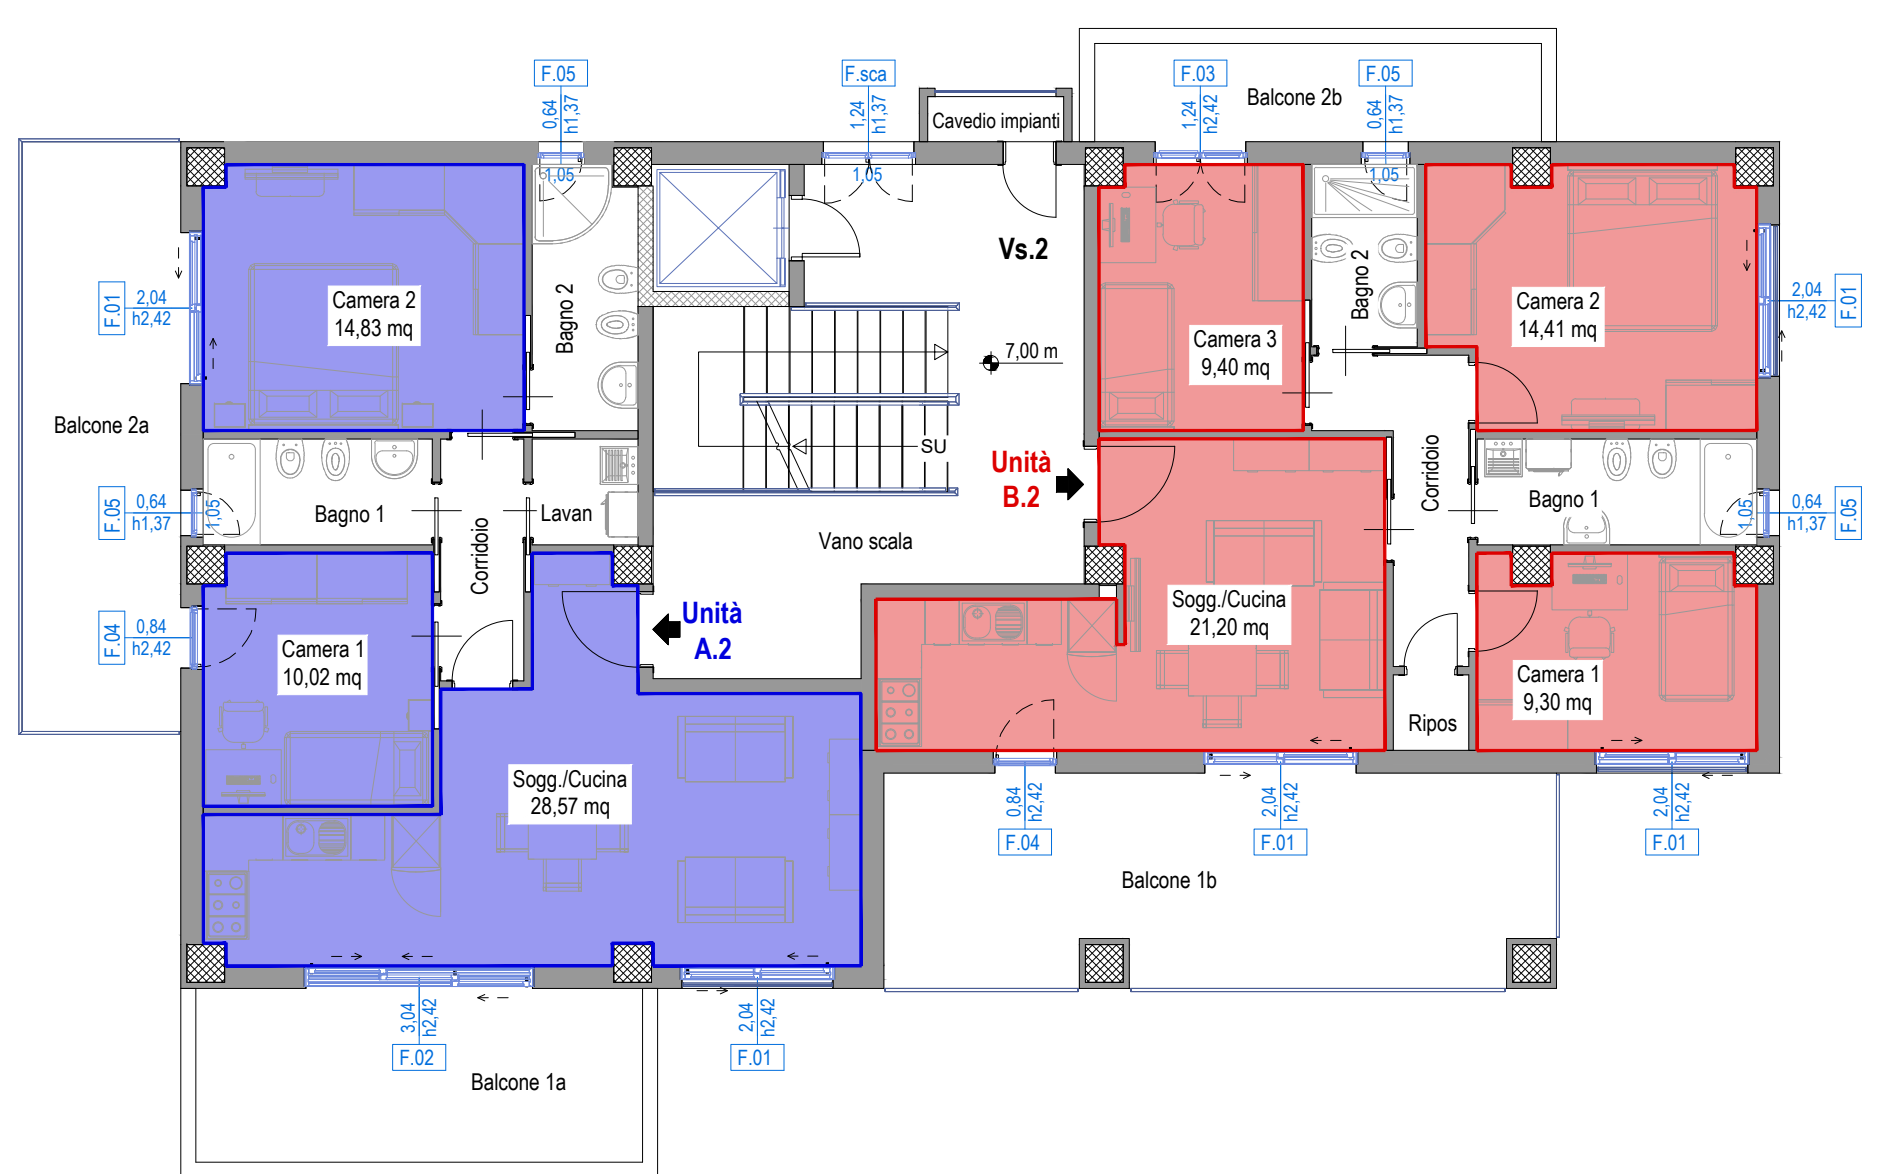 F.05
0,64
h1,37
1,05
F.sca
1,24
h1,37
1,05
Cavedio impianti
F.03
1,24
h2,42
Balcone 2b
F.05
0,64
h1,37
1,05
Vs.2
Camera 2
14,83 mq
Bagno 2
F.01
2,04
h2,42
Balcone 2a
7,00 m
SU
Camera 3
9,40 mq
Bagno 2
Camera 2
14,41 mq
2,04
h2,42
F.01
Unità
B.2
F.05
0,64
h1,37
1,05
Bagno 1
Corridoio
Lavan
Vano scala
Corridoio
Bagno 1
1,05
0,64
h1,37
F.05
F.04
0,84
h2,42
Camera 1
10,02 mq
Unità
A.2
Sogg./Cucina
21,20 mq
Camera 1
9,30 mq
Ripos
Sogg./Cucina
28,57 mq
0,84
h2,42
F.04
2,04
h2,42
F.01
2,04
h2,42
F.01
Balcone 1b
3,04
h2,42
F.02
2,04
h2,42
F.01
Balcone 1a